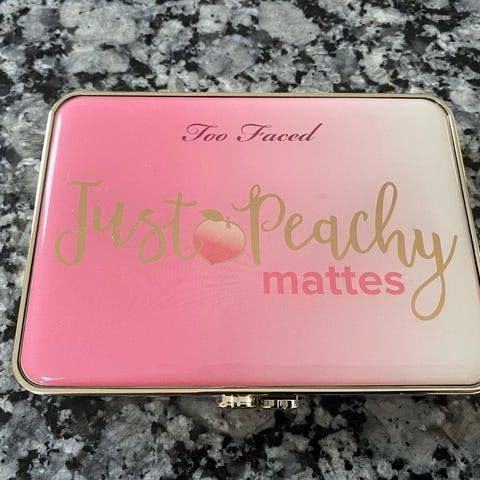 Too Faced
Just Peachy
mattes